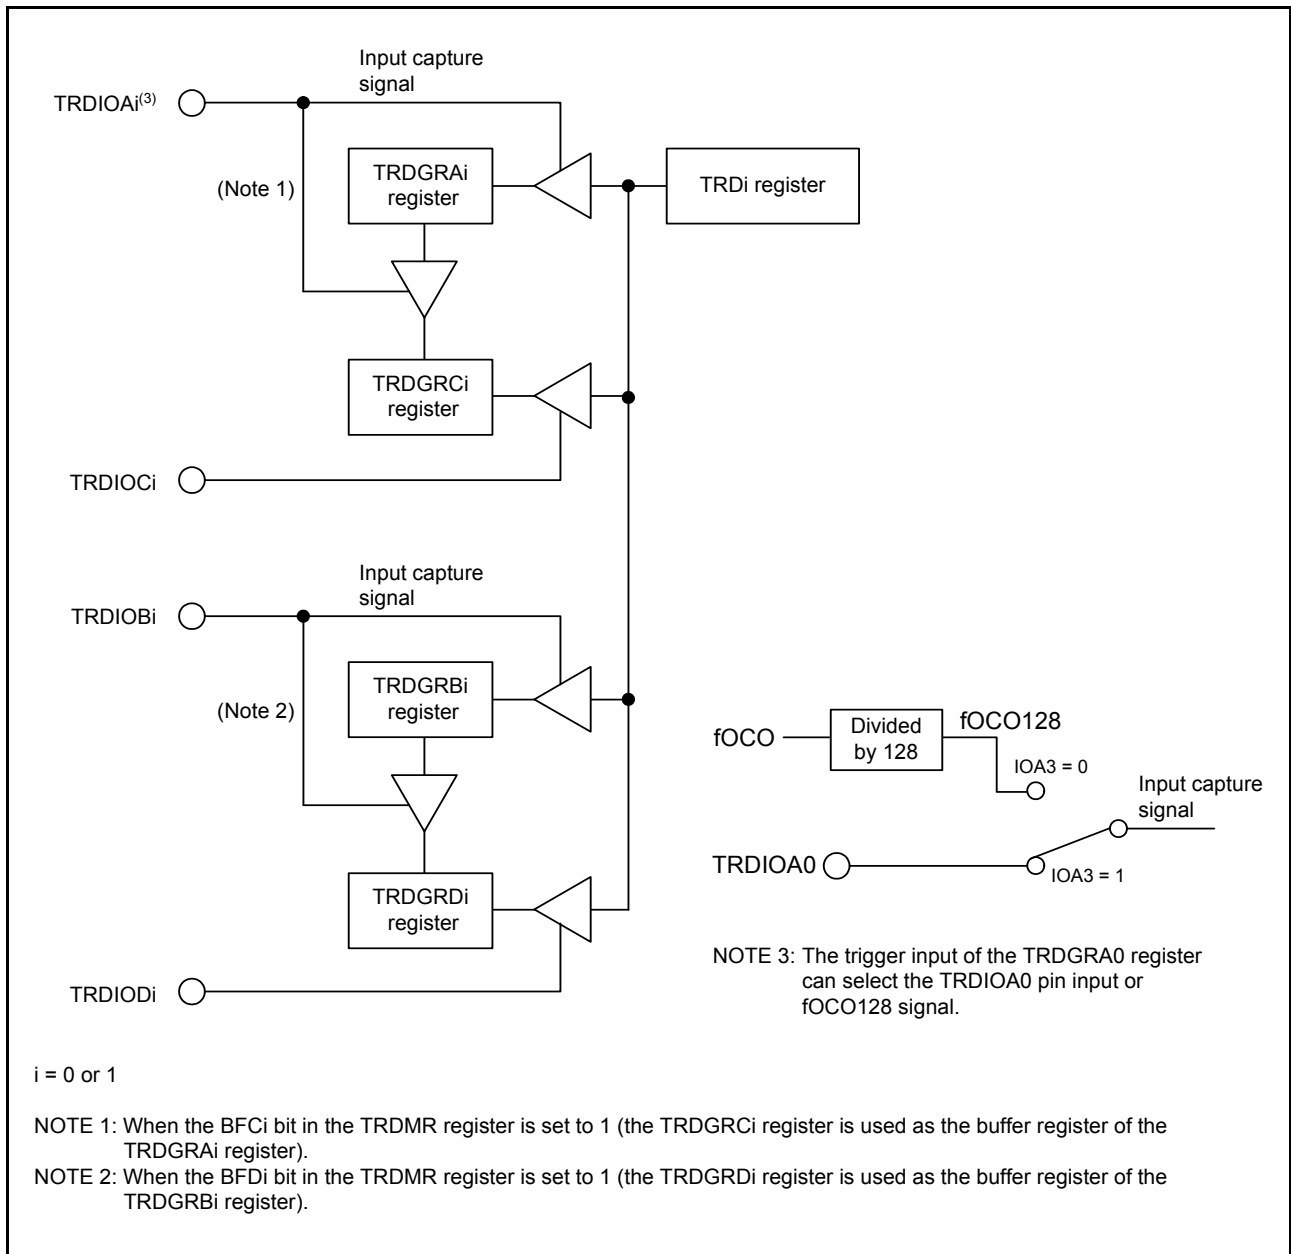 Input capture
signal
TRDIOAi(3)
TRDGRAi
register
TRDi register
(Note 1)
TRDGRCi
register
TRDIOCi
Input capture
signal
TRDIOBi
TRDGRBi
register
(Note 2)
TRDGRDi
register
TRDIODi
fOCO
Divided
by 128
fOCO128
IOA3 = 0
Input capture
signal
TRDIOA0
IOA3 = 1
NOTE 3: The trigger input of the TRDGRA0 register
can select the TRDIOA0 pin input or
fOCO128 signal.
i = 0 or 1
NOTE 1: When the BFCi bit in the TRDMR register is set to 1 (the TRDGRCi register is used as the buffer register of the
TRDGRAi register).
NOTE 2: When the BFDi bit in the TRDMR register is set to 1 (the TRDGRDi register is used as the buffer register of the
TRDGRBi register).